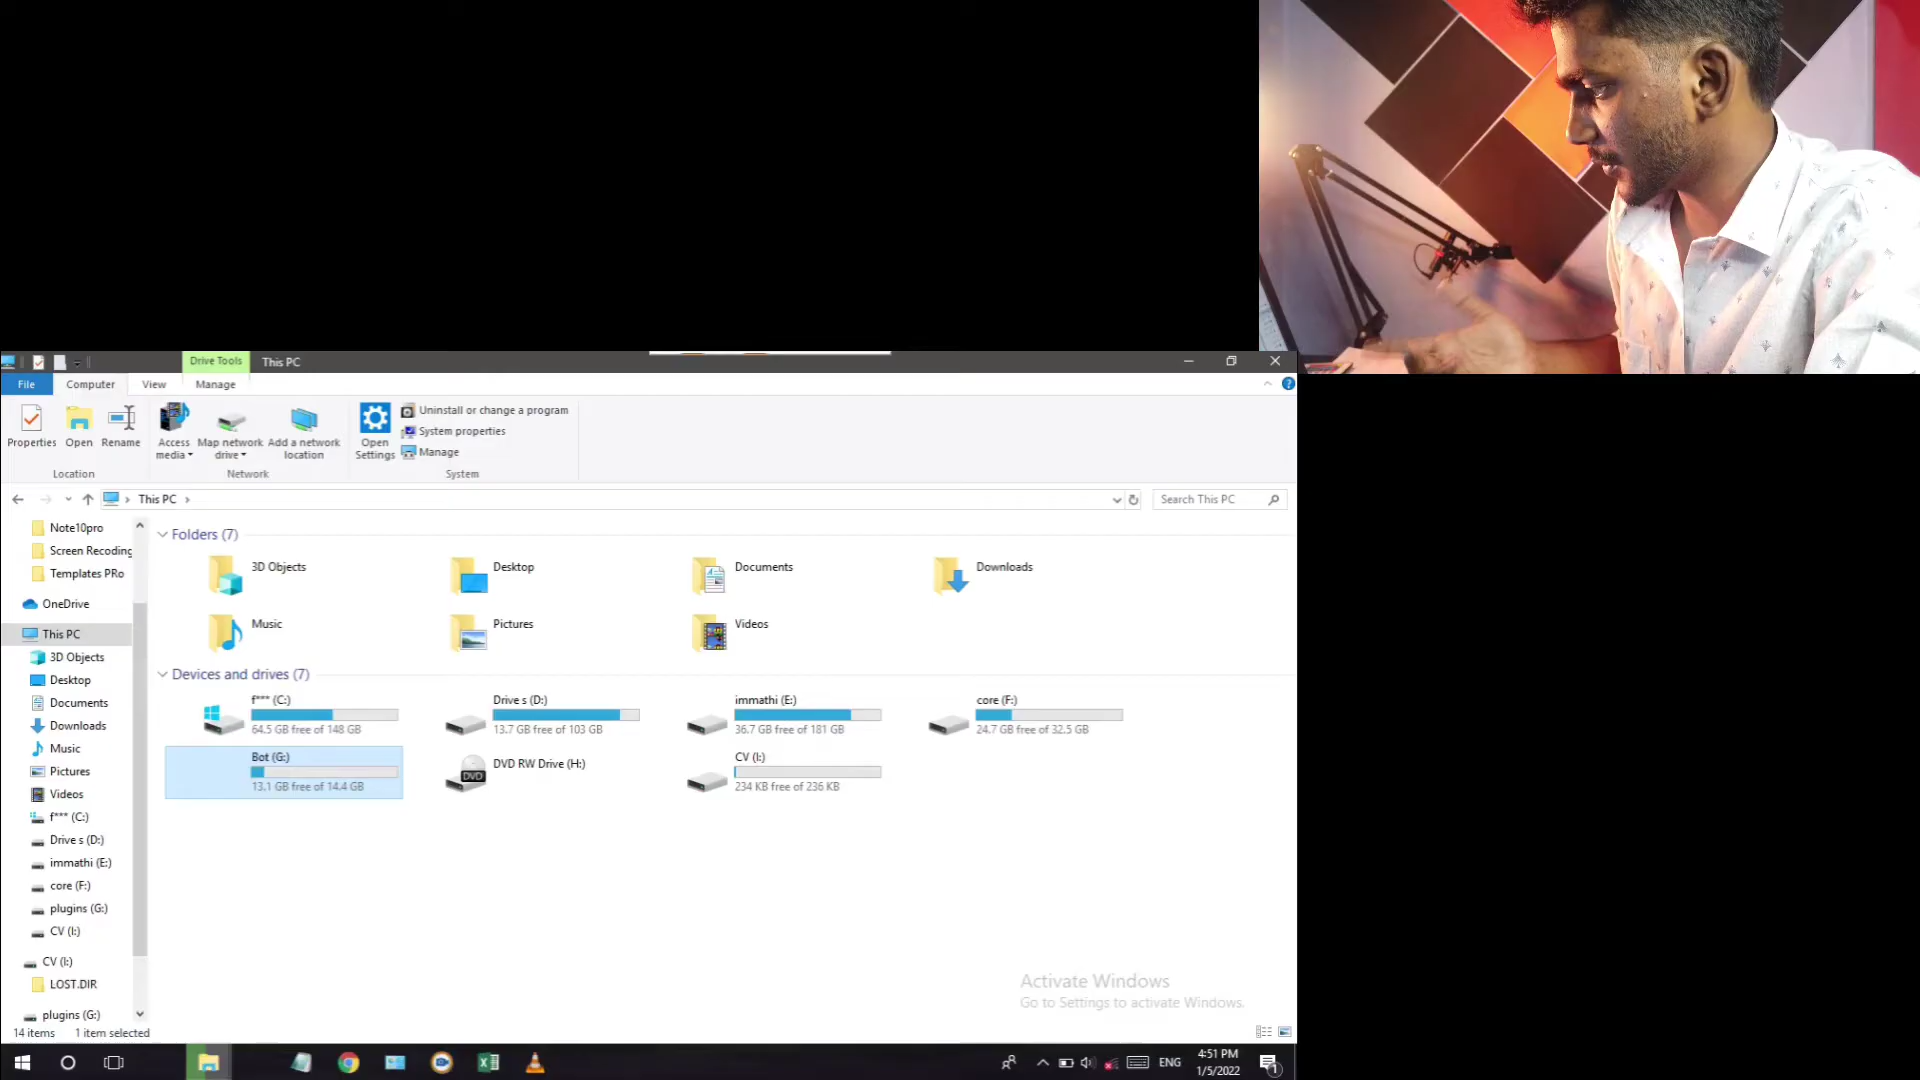 Drive Tools
This PC
File
Computer
View
Manage
Properties
Open
Rename
Access media
Map network drive
Add a network location
Open Settings
Uninstall or change a program
System properties
Manage
Location
Network
System
This PC
Search This PC
Note10pro
Screen Recording
Templates PRo
OneDrive
This PC
3D Objects
Desktop
Documents
Downloads
Music
Pictures
Videos
f*** (C:)
Drive s (D:)
immathi (E:)
core (F:)
plugins (G:)
CV (I:)
CV (I:)
LOST.DIR
plugins (G:)
Folders (7)
3D Objects
Desktop
Documents
Downloads
Music
Pictures
Videos
Devices and drives (7)
f*** (C:)
64.5 GB free of 148 GB
Drive s (D:)
13.7 GB free of 103 GB
immathi (E:)
36.7 GB free of 181 GB
core (F:)
24.7 GB free of 32.5 GB
Bot (G:)
13.1 GB free of 14.4 GB
DVD
DVD RW Drive (H:)
CV (I:)
234 KB free of 236 KB
Activate Windows
Go to Settings to activate Windows.
14 items
1 item selected
ENG
4:51 PM
1/5/2022
1